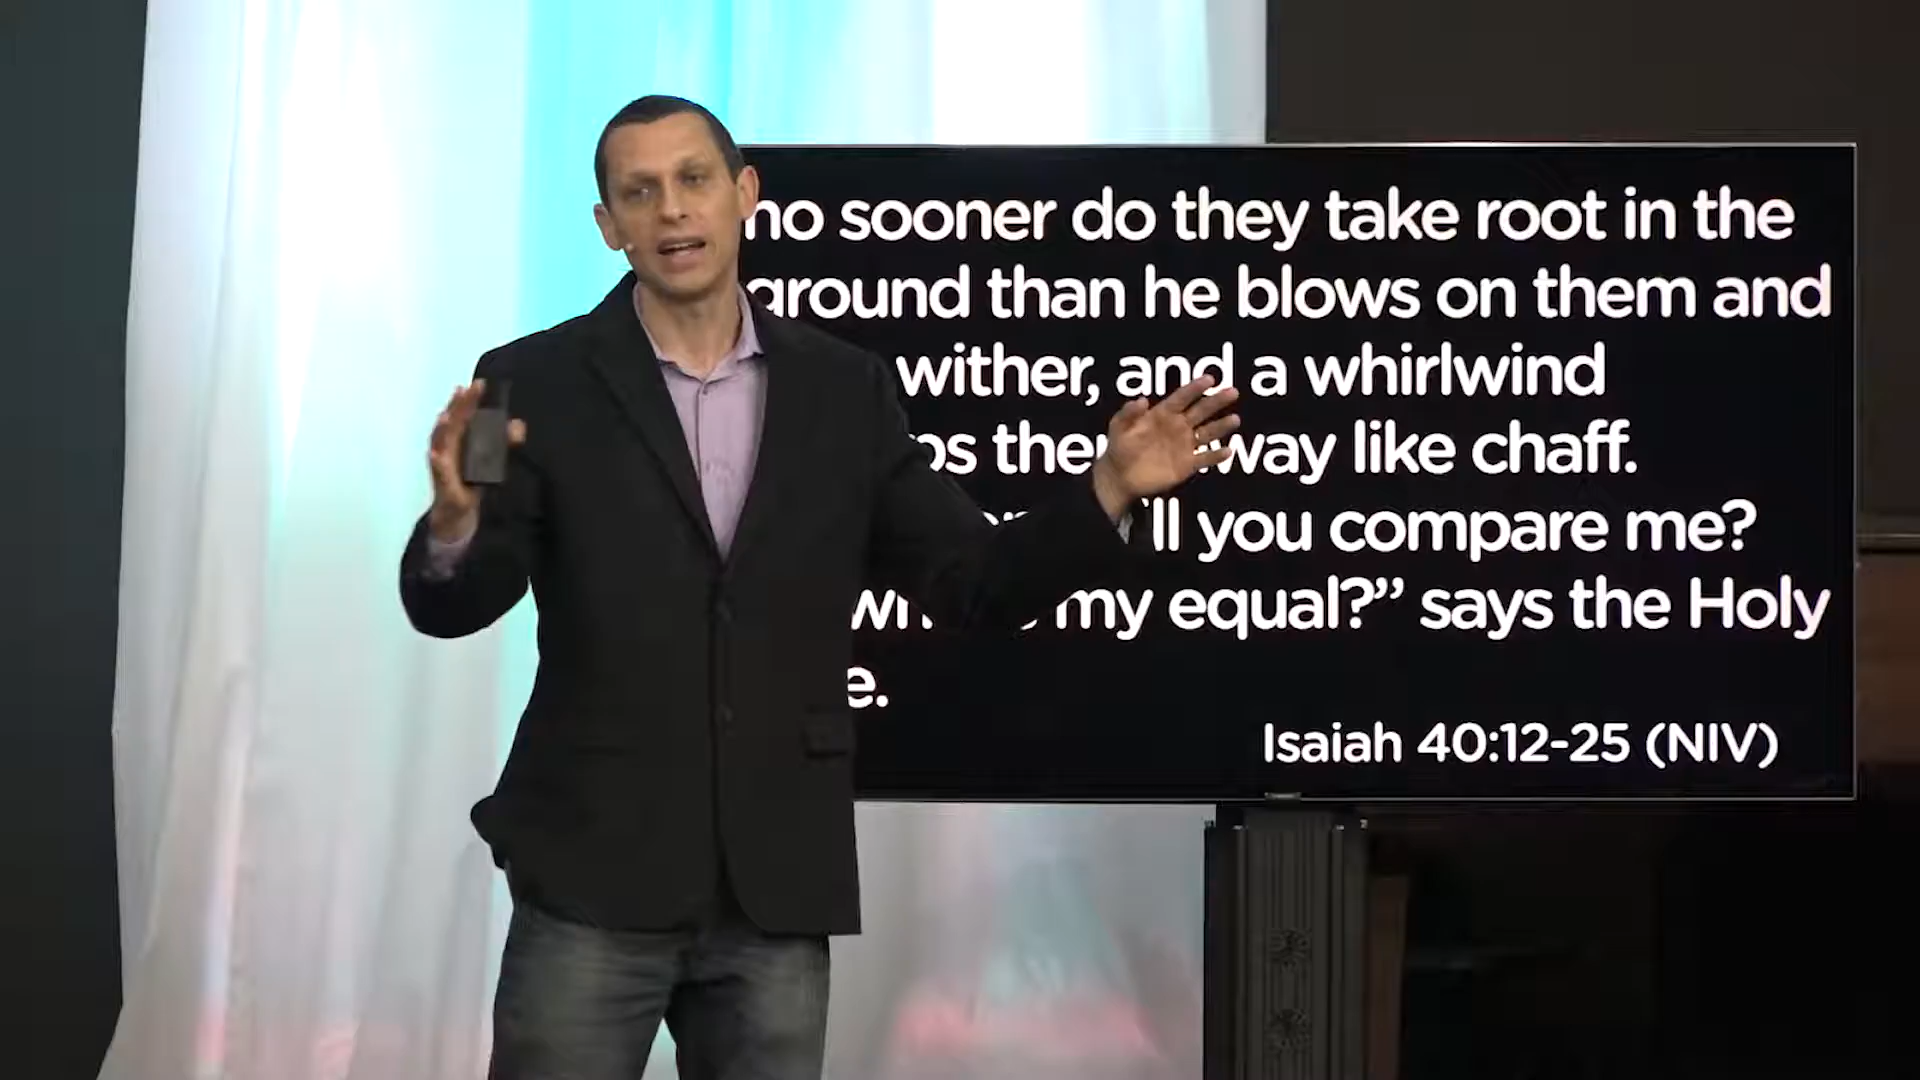 no sooner do they take root in the
ground than he blows on them and
wither, and a whirlwind
away like chaff.
you compare me?
my equal?” says the Holy
Isaiah 40:12-25 (NIV)